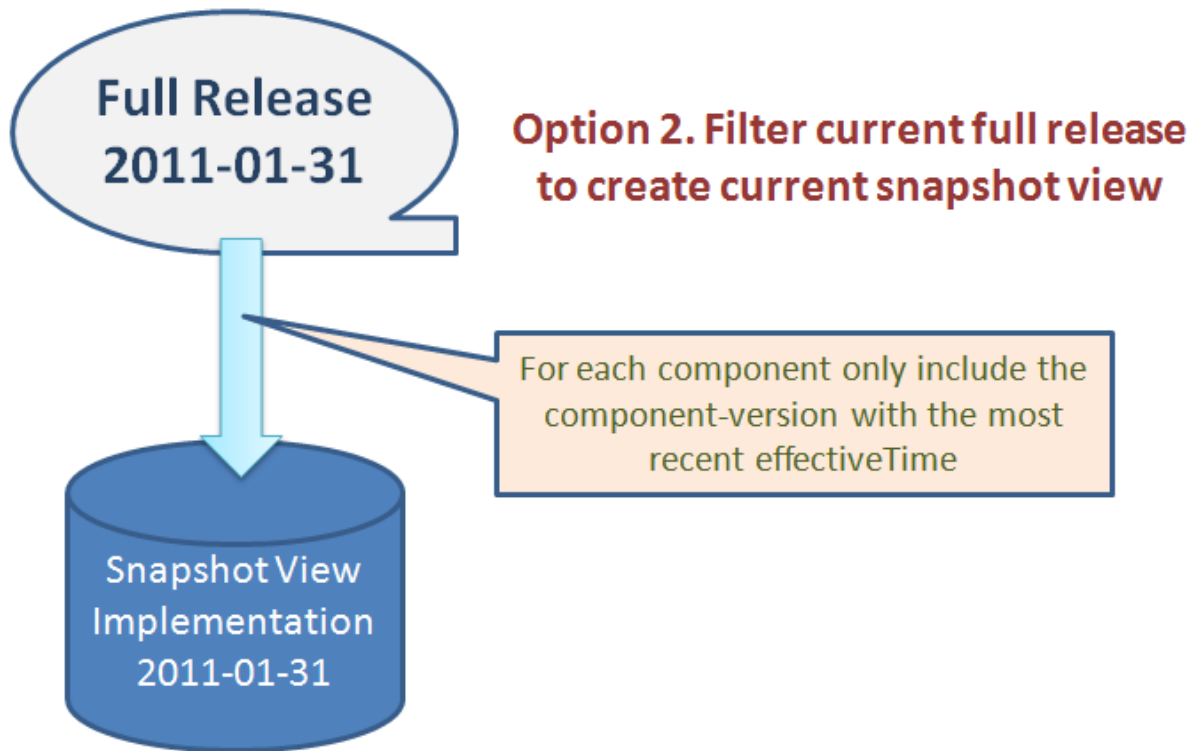 Full Release
2011-01-31
Option 2. Filter current full release
to create current snapshot view
For each component only include the
component-version with the most
recent effectiveTime
Snapshot View
Implementation
2011-01-31